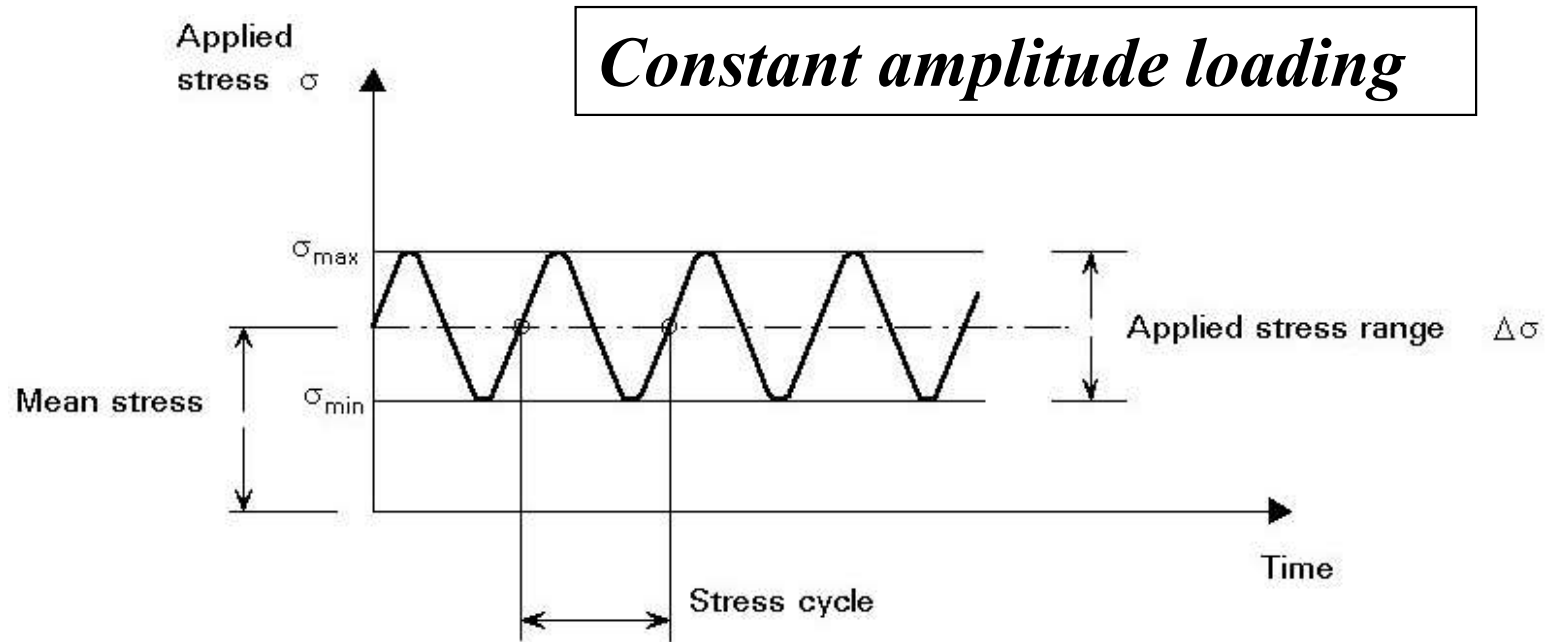 Applied
stress σ
Constant amplitude loading
σmax
Applied stress range Δσ
Mean stress
σmin
Time
Stress cycle